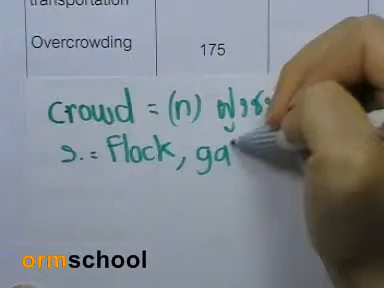 transportation
Overcrowding 175
crowd = (n)
s. = Flock, ga
ormschool